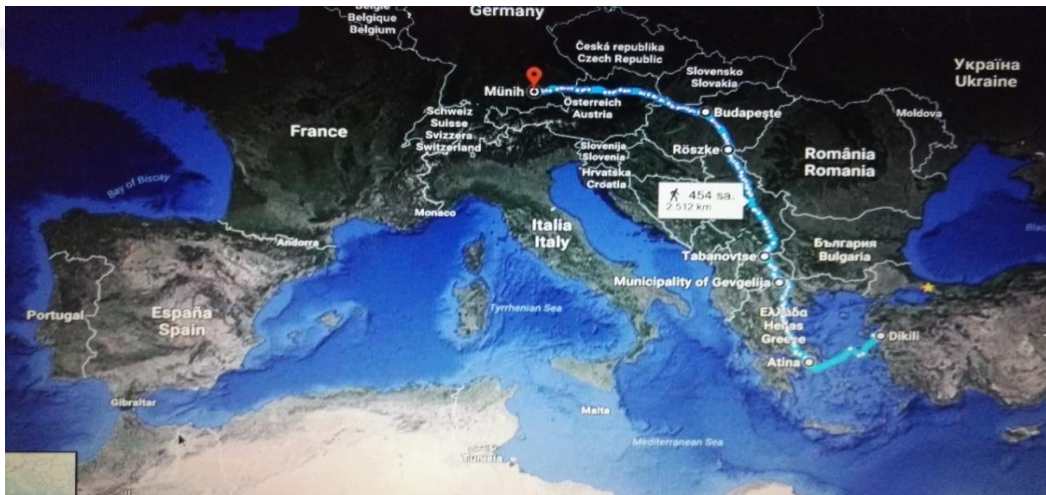 België
Belgique
Belgium
Germany
Česká republika
Czech Republic
Slovensko
Slovakia
Україна
Ukraine
Münih
Österreich
Austria
Budapeşte
Moldova
France
Schweiz
Suisse
Svizzera
Switzerland
Slovenija
Slovenia
Hrvatska
Croatia
Röszke
România
Romania
Bay of Biscay
454 sa.
2.512 km
Monaco
Andorra
Italia
Italy
България
Bulgaria
Tabanovtse
Municipality of Gevgelija
Portugal
España
Spain
Tyrrhenian Sea
Ελλάδα
Hellas
Greece
Dikili
Atina
Gibraltar
Malta
Mediterranean Sea
Tunisia